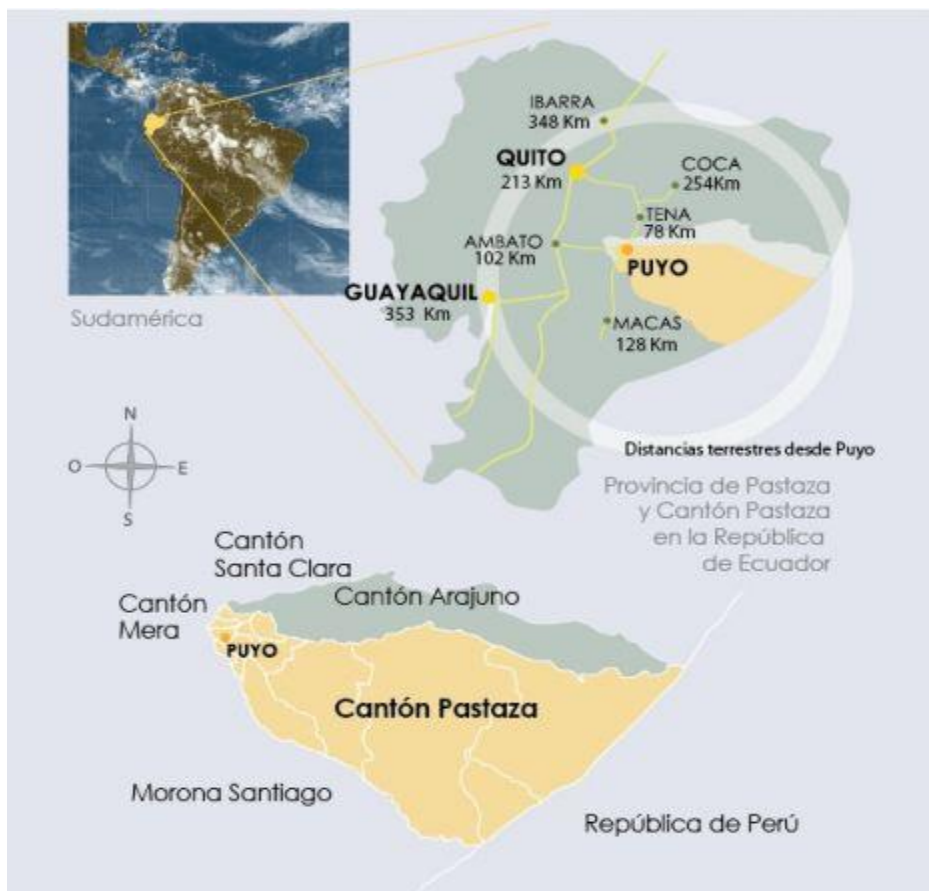 IBARRA
348 Km
QUITO
213 Km
COCA
254Km
TENA
78 Km
AMBATO
102 Km
PUYO
GUAYAQUIL
353 Km
MACAS
128 Km
Sudamérica
Distancias terrestres desde Puyo
Provincia de Pastaza
y Cantón Pastaza
en la República
de Ecuador
N
O
E
S
Cantón
Santa Clara
Cantón Arajuno
Cantón
Mera
PUYO
Cantón Pastaza
Morona Santiago
República de Perú